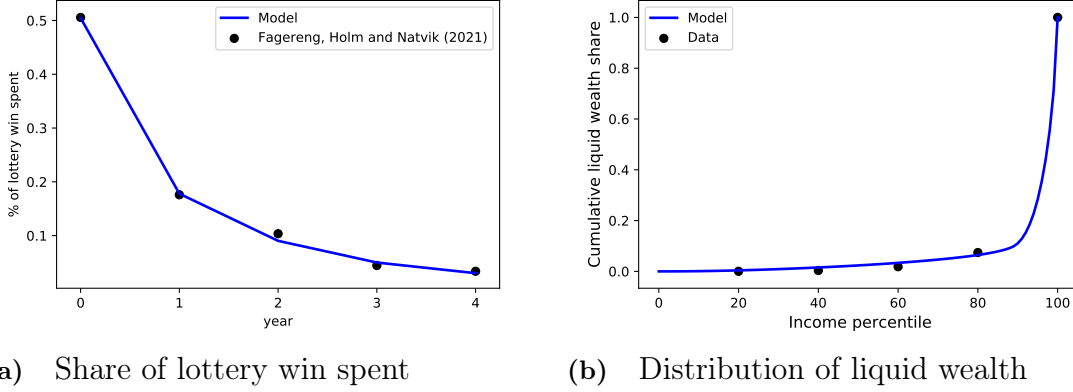 Model
Fagereng, Holm and Natvik (2021)
% of lottery win spent
0.5
0.4
0.3
0.2
0.1
0 1 2 3 4
year
Model
Data
Cumulative liquid wealth share
1.0
0.8
0.6
0.4
0.2
0.0
0 20 40 60 80 100
Income percentile
a) Share of lottery win spent
(b) Distribution of liquid wealth